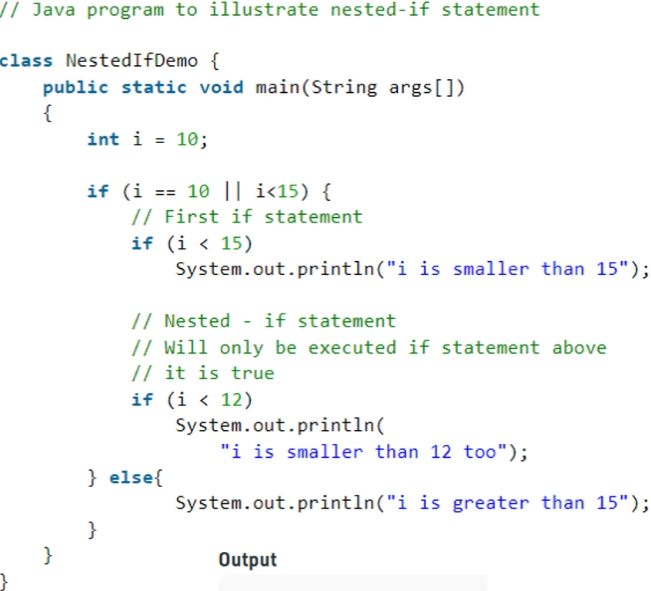 // Java program to illustrate nested-if statement
class NestedIfDemo {
public static void main(String args[])
{
int i = 10;
if (i == 10 || i<15) {
// First if statement
if (i < 15)
System.out.println("i is smaller than 15");
// Nested - if statement
// Will only be executed if statement above
// it is true
if (i < 12)
System.out.println(
"i is smaller than 12 too");
} else{
System.out.println("i is greater than 15");
}
}
Output
}